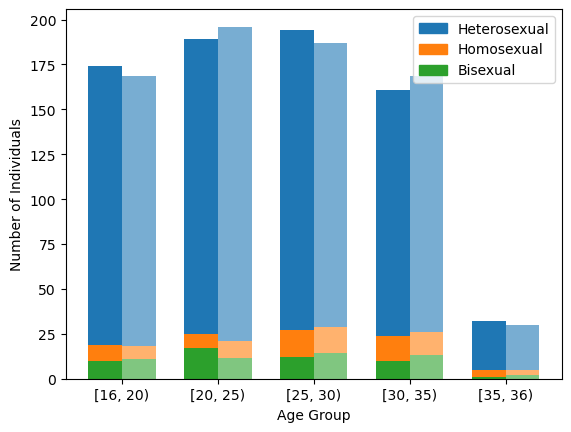 200
175
150
125
100
75
50
25
0
Number of Individuals
Heterosexual
Homosexual
Bisexual
[16, 20)
[20, 25)
[25, 30)
[30, 35)
[35, 36)
Age Group